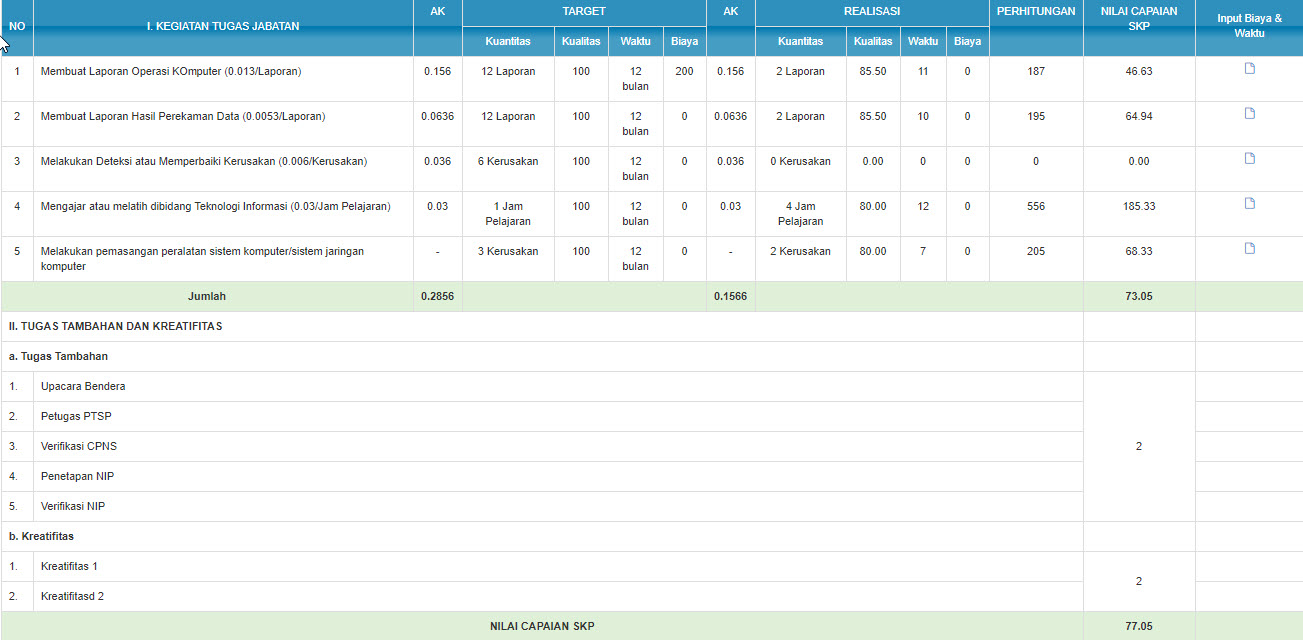 NO I. KEGIATAN TUGAS JABATAN AK TARGET AK REALISASI PERHITUNGAN NILAI CAPAIAN SKP Input Biaya & Waktu
Kuantitas Kualitas Waktu Biaya Kuantitas Kualitas Waktu Biaya
1 Membuat Laporan Operasi KOmputer (0.013/Laporan) 0.156 12 Laporan 100 12 bulan 200 0.156 2 Laporan 85.50 11 0 187 46.63
2 Membuat Laporan Hasil Perekaman Data (0.0053/Laporan) 0.0636 12 Laporan 100 12 bulan 0 0.0636 2 Laporan 85.50 10 0 195 64.94
3 Melakukan Deteksi atau Memperbaiki Kerusakan (0.006/Kerusakan) 0.036 6 Kerusakan 100 12 bulan 0 0.036 0 Kerusakan 0.00 0 0 0 0.00
4 Mengajar atau melatih dibidang Teknologi Informasi (0.03/Jam Pelajaran) 0.03 1 Jam Pelajaran 100 12 bulan 0 0.03 4 Jam Pelajaran 80.00 12 0 556 185.33
5 Melakukan pemasangan peralatan sistem komputer/sistem jaringan komputer - 3 Kerusakan 100 12 bulan 0 - 2 Kerusakan 80.00 7 0 205 68.33
Jumlah 0.2856 0.1566 73.05
II. TUGAS TAMBAHAN DAN KREATIFITAS
a. Tugas Tambahan
1. Upacara Bendera
2. Petugas PTSP
3. Verifikasi CPNS 2
4. Penetapan NIP
5. Verifikasi NIP
b. Kreatifitas
1. Kreatifitas 1
2
2. Kreatifitasd 2
NILAI CAPAIAN SKP 77.05